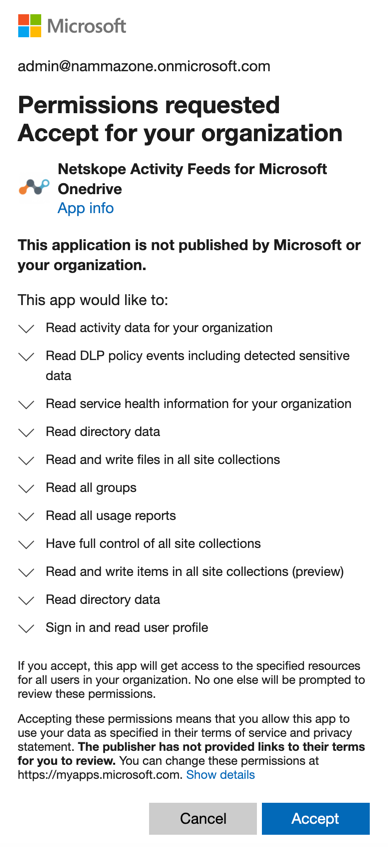 Microsoft
admin@nammazone.onmicrosoft.com
Permissions requested
Accept for your organization
Netskope Activity Feeds for Microsoft
Onedrive
App info
This application is not published by Microsoft or
your organization.
This app would like to:
Read activity data for your organization
Read DLP policy events including detected sensitive
data
Read service health information for your organization
Read directory data
Read and write files in all site collections
Read all groups
Read all usage reports
Have full control of all site collections
Read and write items in all site collections (preview)
Read directory data
Sign in and read user profile
If you accept, this app will get access to the specified resources
for all users in your organization. No one else will be prompted to
review these permissions.
Accepting these permissions means that you allow this app to
use your data as specified in their terms of service and privacy
statement. The publisher has not provided links to their terms
for you to review. You can change these permissions at
https://myapps.microsoft.com. Show details
Cancel
Accept